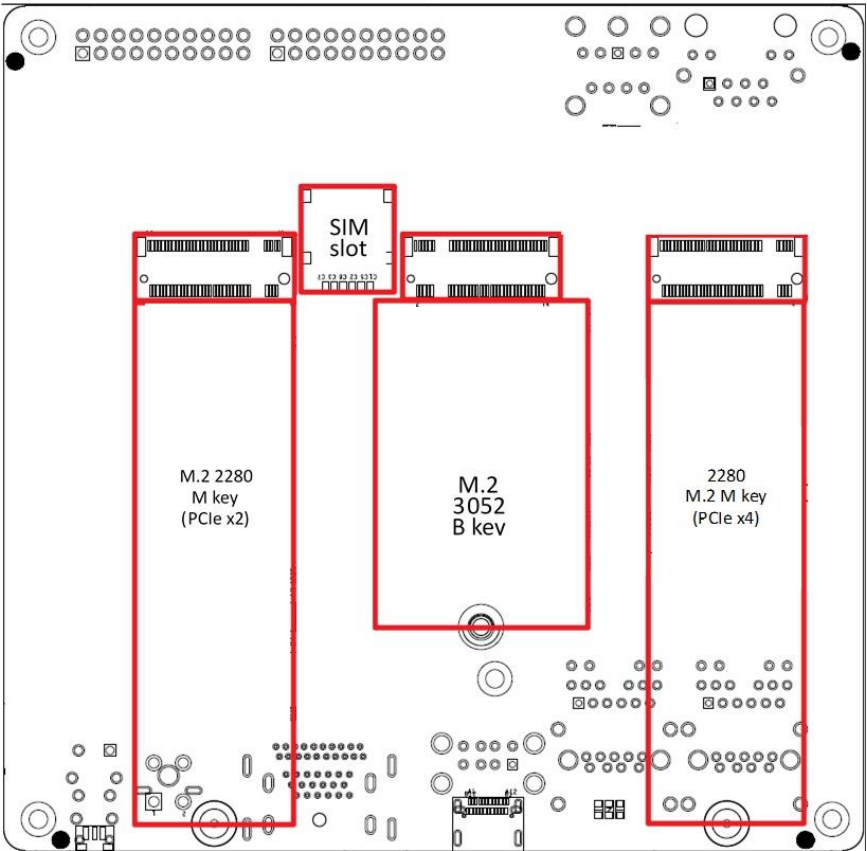 SIM
slot
M.2 2280
M key
(PCIe x2)
M.2
3052
B kev
2280
M.2 M key
(PCIe x4)